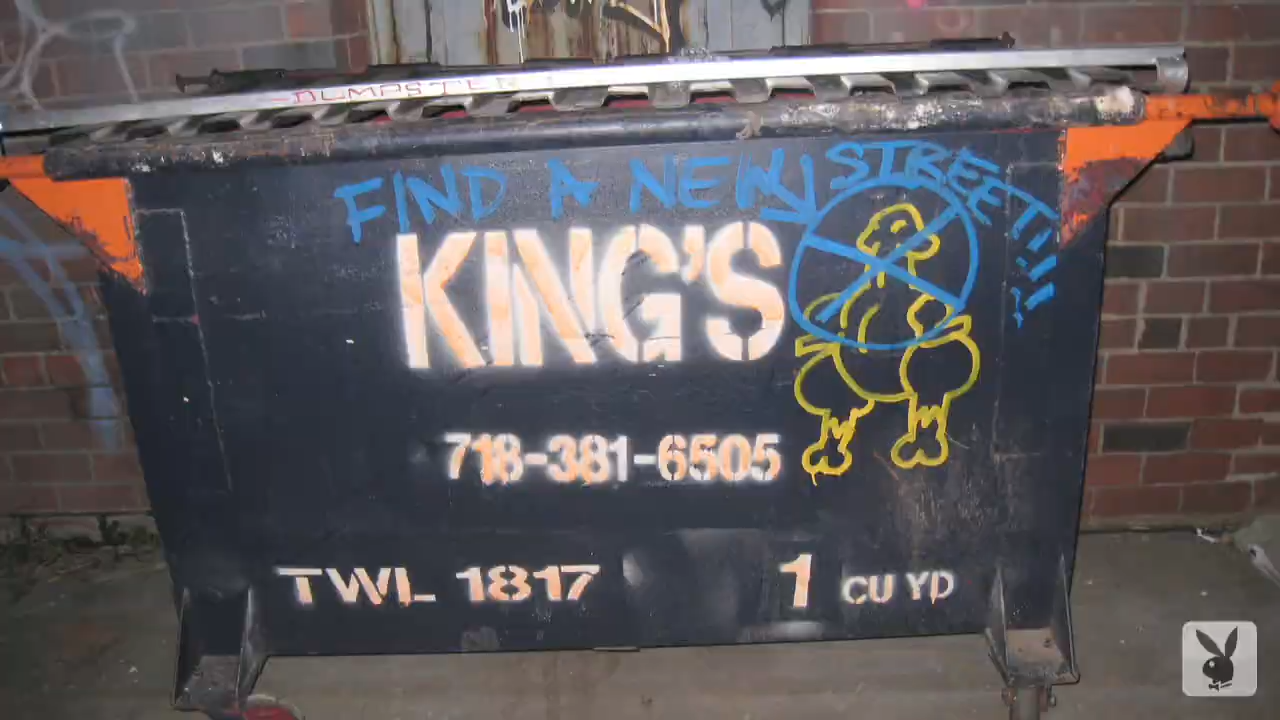 DUMPSTER
FIND A NEW STREET!!!
KING'S
718-381-6505
TWL 1817 1 CU YD